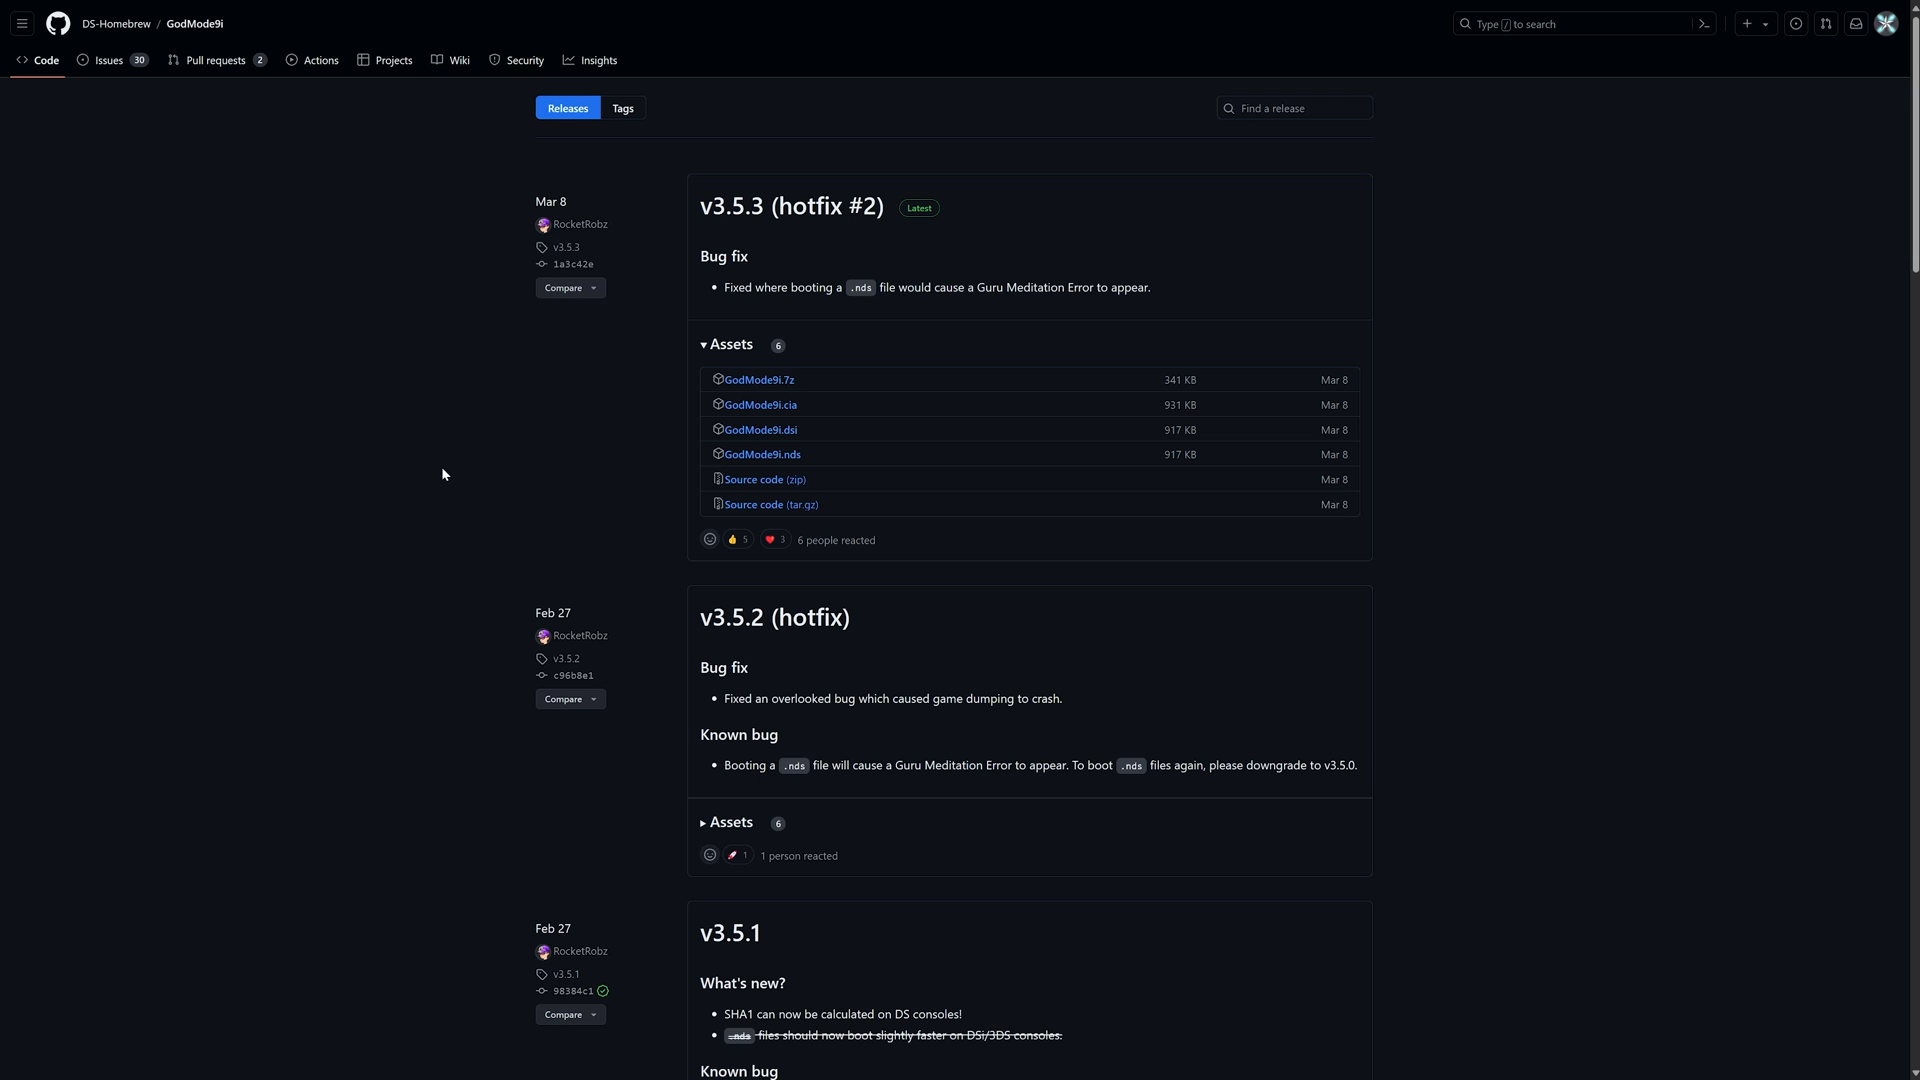 DS-Homebrew / GodMode9i
Type / to search
Code
Issues 30
Pull requests 2
Actions
Projects
Wiki
Security
Insights
Releases
Tags
Find a release
Mar 8
RocketRobz
v3.5.3
1a3c42e
Compare
v3.5.3 (hotfix #2) Latest
Bug fix
• Fixed where booting a .nds file would cause a Guru Meditation Error to appear.
Assets 6
GodMode9i.7z 341 KB Mar 8
GodMode9i.cia 931 KB Mar 8
GodMode9i.dsi 917 KB Mar 8
GodMode9i.nds 917 KB Mar 8
Source code (zip) Mar 8
Source code (tar.gz) Mar 8
👍 5 ❤️ 3 6 people reacted
Feb 27
RocketRobz
v3.5.2
c96b8e1
Compare
v3.5.2 (hotfix)
Bug fix
• Fixed an overlooked bug which caused game dumping to crash.
Known bug
• Booting a .nds file will cause a Guru Meditation Error to appear. To boot .nds files again, please downgrade to v3.5.0.
Assets 6
🚀 1 1 person reacted
Feb 27
RocketRobz
v3.5.1
98384c1
Compare
v3.5.1
What's new?
• SHA1 can now be calculated on DS consoles!
• .nds files should now boot slightly faster on DSi/3DS consoles.
Known bug